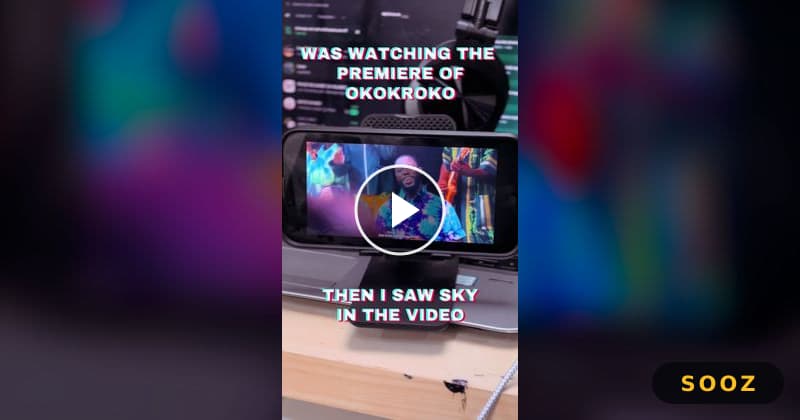 WAS WATCHING THE
PREMIERE OF
OKOKROKO
THEN I SAW SKY
IN THE VIDEO
SOOZ